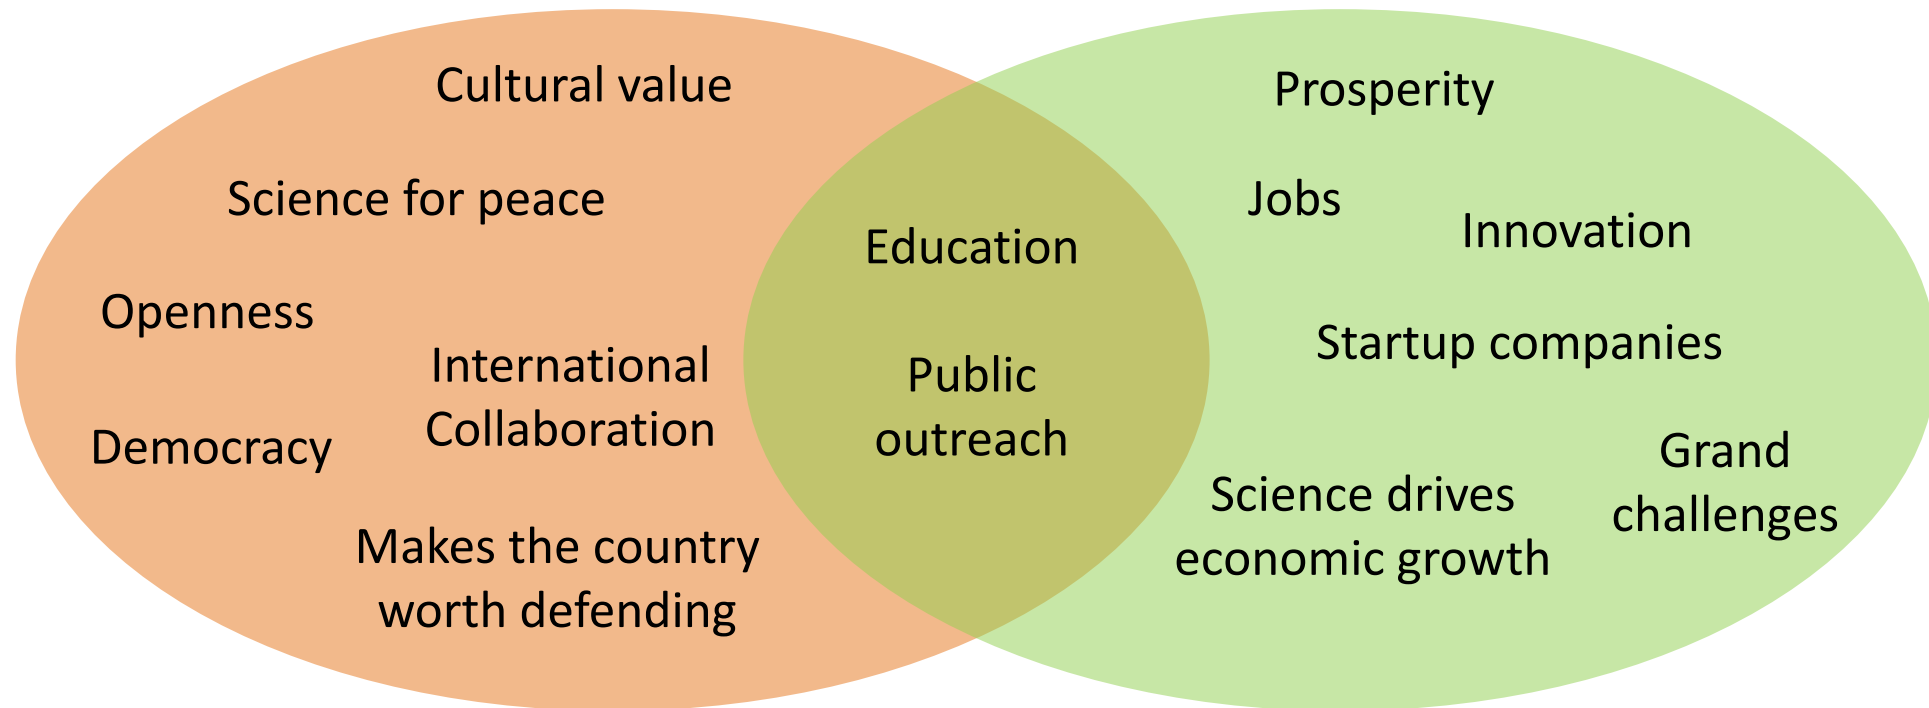 Cultural value
Science for peace
Openness
International
Collaboration
Democracy
Makes the country
worth defending
Education
Public
outreach
Prosperity
Jobs
Innovation
Startup companies
Grand
challenges
Science drives
economic growth